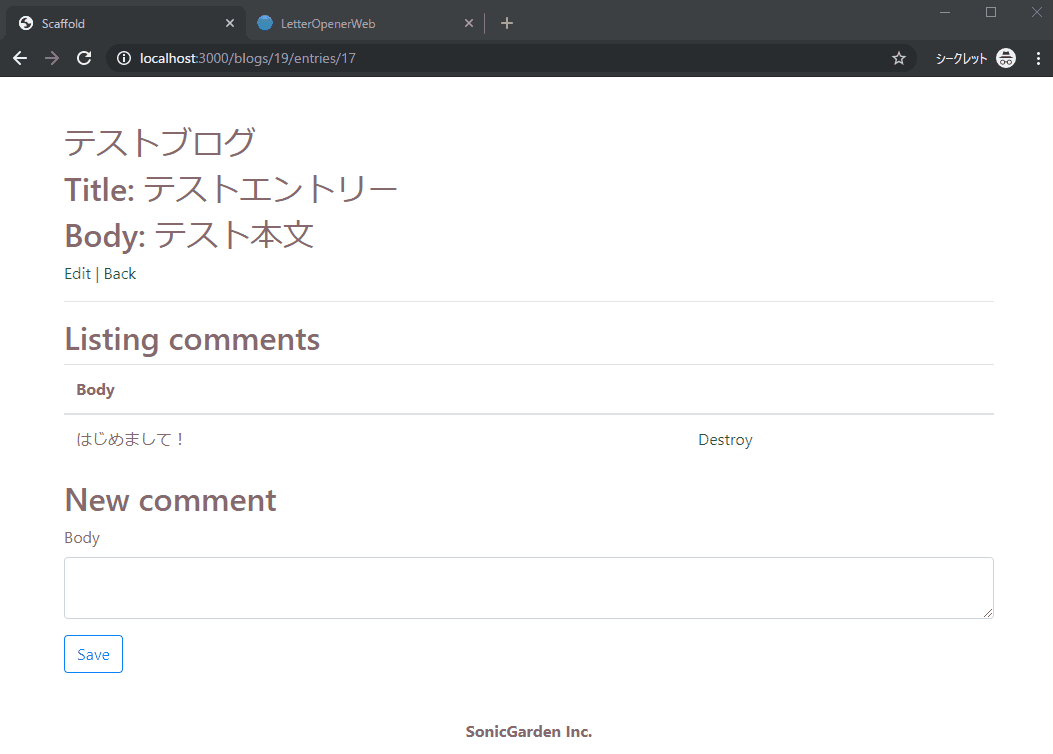 Scaffold
LetterOpenerWeb
localhost:3000/blogs/19/entries/17
シークレット
テストブログ
Title: テストエントリー
Body: テスト本文
Edit | Back
Listing comments
Body
はじめまして！ Destroy
New comment
Body
Save
SonicGarden Inc.